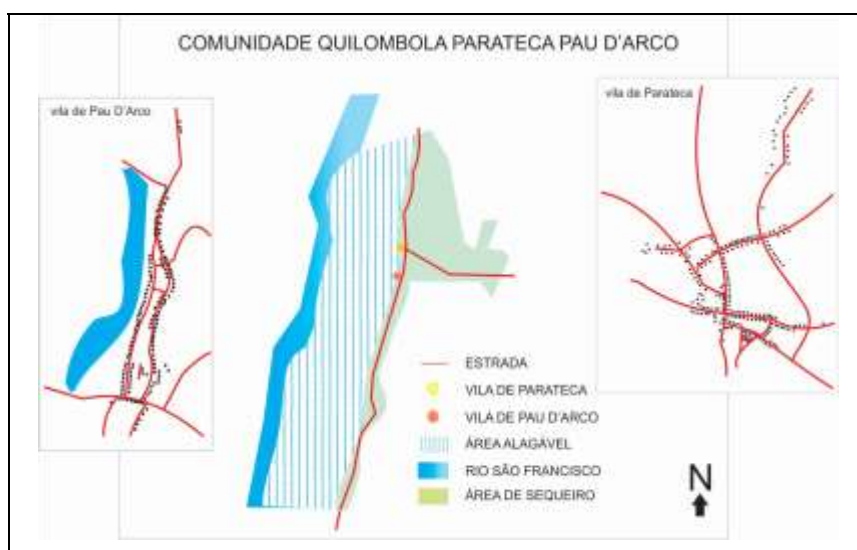 COMUNIDADE QUILOMBOLA PARATECA PAU D'ARCO
vila de Pau D'Arco
vila de Parateca
ESTRADA
VILA DE PARATECA
VILA DE PAU D'ARCO
ÁREA ALAGÁVEL
RIO SÃO FRANCISCO
ÁREA DE SEQUEIRO
N